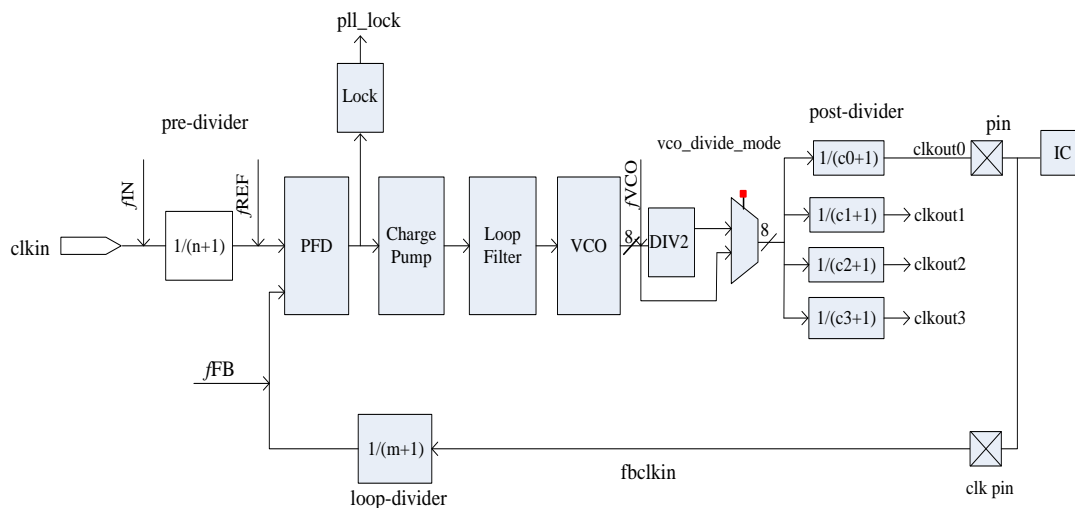 pll_lock
Lock
pre-divider
post-divider
pin
vco_divide_mode
fIN
fREF
fVCO
1/(c0+1)
clkout0
IC
clkin
1/(n+1)
PFD
Charge
Pump
Loop
Filter
VCO
8
DIV2
8
1/(c1+1)
clkout1
1/(c2+1)
clkout2
1/(c3+1)
clkout3
fFB
1/(m+1)
loop-divider
fbclkin
clk pin